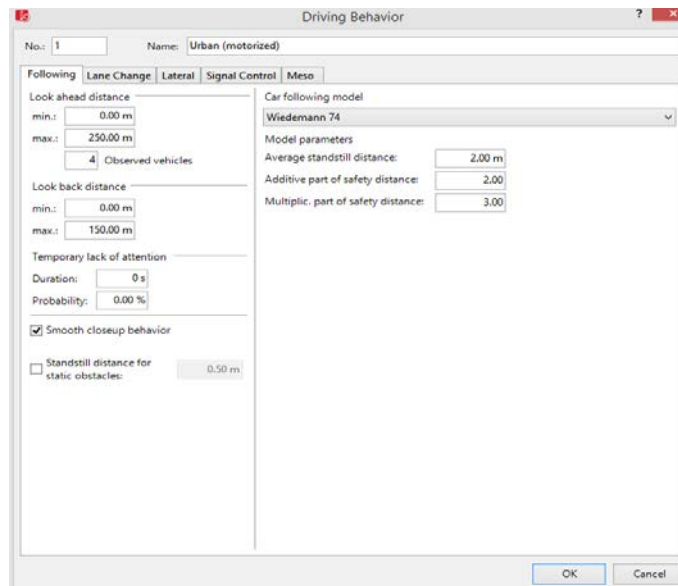 Driving Behavior
? ×
No.: 1 Name: Urban (motorized)
Following Lane Change Lateral Signal Control Meso
Look ahead distance
min.: 0.00 m
max.: 250.00 m
4 Observed vehicles
Look back distance
min.: 0.00 m
max.: 150.00 m
Temporary lack of attention
Duration: 0 s
Probability: 0.00 %
Smooth closeup behavior
Standstill distance for
static obstacles: 0.50 m
Car following model
Wiedemann 74
Model parameters
Average standstill distance: 2.00 m
Additive part of safety distance: 2.00
Multiplic. part of safety distance: 3.00
OK Cancel